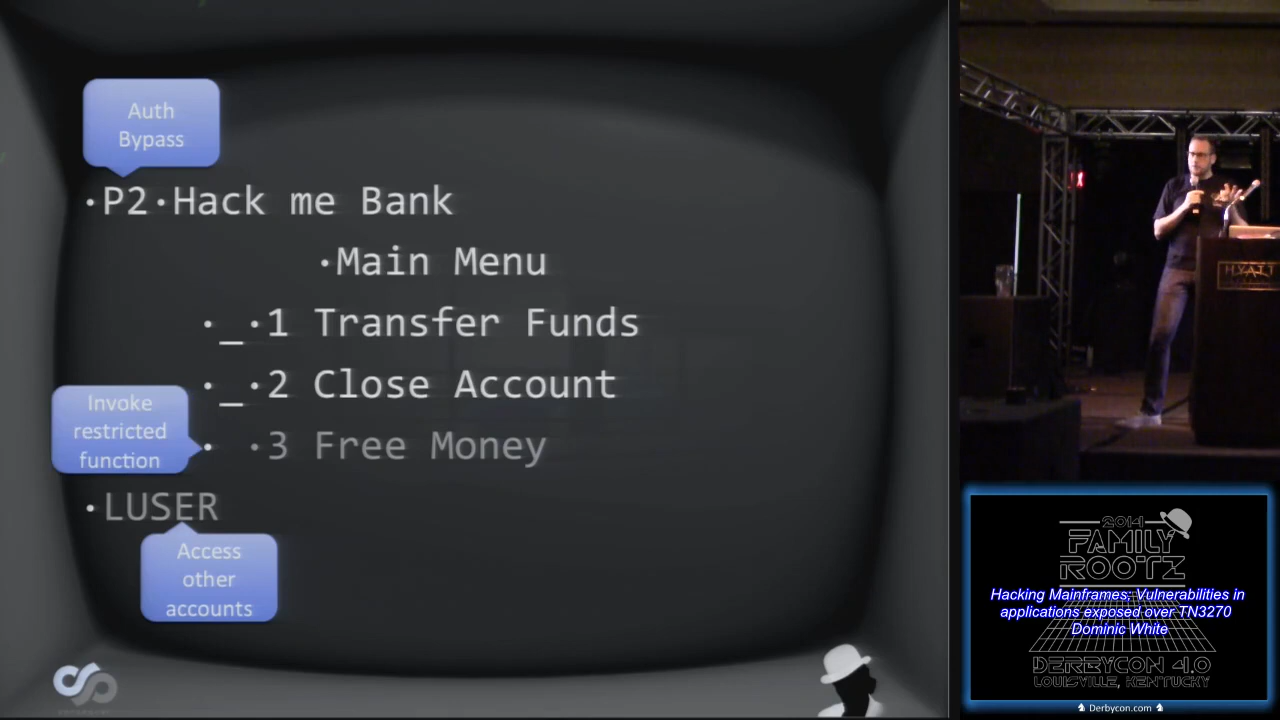 Auth
Bypass
·P2·Hack me Bank
·Main Menu
·_·1 Transfer Funds
·_·2 Close Account
Invoke
restricted
function
· ·3 Free Money
·LUSER
Access
other
accounts
HYATT
2014
FAMILY
ROOTZ
Hacking Mainframes; Vulnerabilities in
applications exposed over TN3270
Dominic White
DERBYCON 4.0
LOUISVILLE, KENTUCKY
Derbycon.com